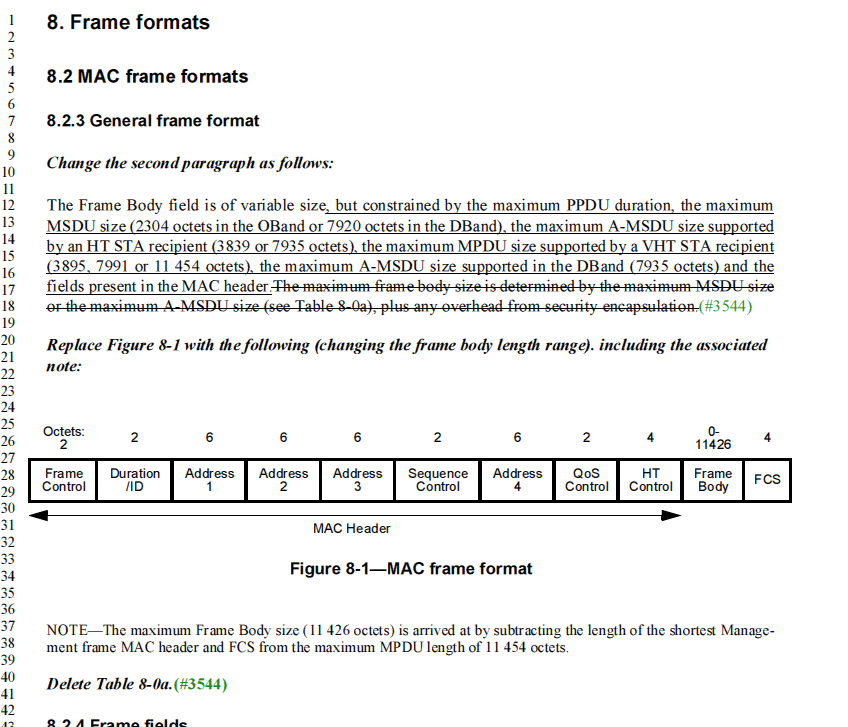 1
2
3
4
5
6
7
8
9
10
11
12
13
14
15
16
17
18
19
20
21
22
23
24
25
26
27
28
29
30
31
32
33
34
35
36
37
38
39
40
41
42
43
8. Frame formats
8.2 MAC frame formats
8.2.3 General frame format
Change the second paragraph as follows:
The Frame Body field is of variable size, but constrained by the maximum PPDU duration, the maximum
MSDU size (2304 octets in the OBand or 7920 octets in the DBand), the maximum A-MSDU size supported
by an HT STA recipient (3839 or 7935 octets), the maximum MPDU size supported by a VHT STA recipient
(3895, 7991 or 11 454 octets), the maximum A-MSDU size supported in the DBand (7935 octets) and the
fields present in the MAC header.The maximum frame body size is determined by the maximum MSDU size
or the maximum A-MSDU size (see Table 8-0a), plus any overhead from security encapsulation.(#3544)
Replace Figure 8-1 with the following (changing the frame body length range). including the associated
note:
Octets:
2 2 6 6 6 2 6 2 4 0-
11426 4
Frame
Control
Duration
/ID
Address
1
Address
2
Address
3
Sequence
Control
Address
4
QoS
Control
HT
Control
Frame
Body
FCS
MAC Header
Figure 8-1—MAC frame format
NOTE—The maximum Frame Body size (11 426 octets) is arrived at by subtracting the length of the shortest Manage-
ment frame MAC header and FCS from the maximum MPDU length of 11 454 octets.
Delete Table 8-0a.(#3544)
8.2.4 Frame fields